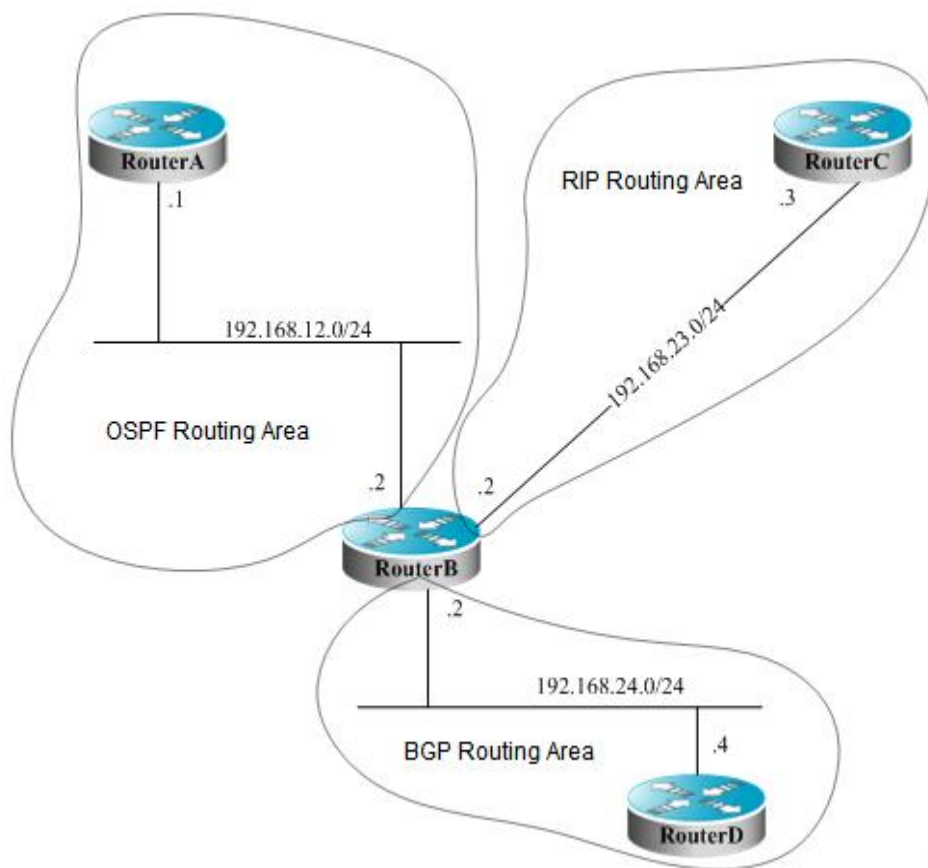 RouterA
.1
192.168.12.0/24
OSPF Routing Area
.2
RouterC
RIP Routing Area
.3
192.168.23.0/24
.2
RouterB
.2
192.168.24.0/24
BGP Routing Area
.4
RouterD